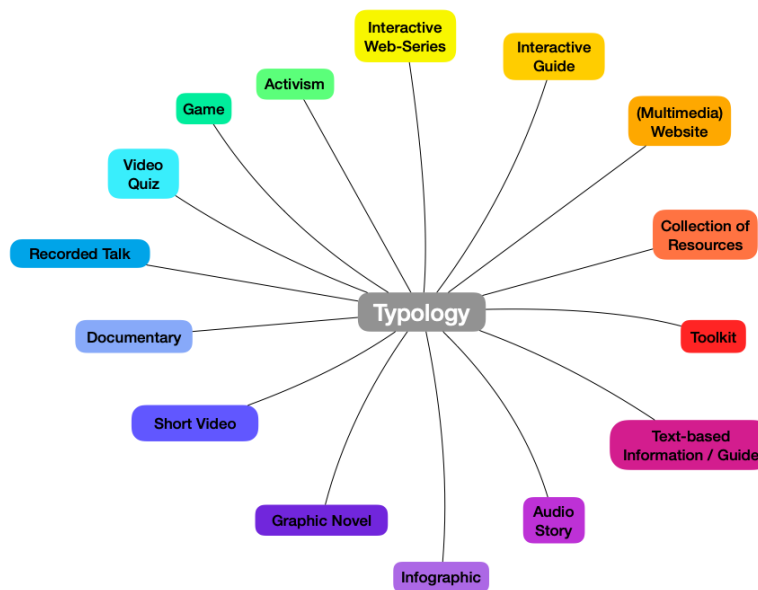 Interactive
Web-Series
Interactive
Guide
Activism
(Multimedia)
Website
Game
Video
Quiz
Collection of
Resources
Recorded Talk
Typology
Documentary
Toolkit
Short Video
Text-based
Information / Guide
Graphic Novel
Audio
Story
Infographic